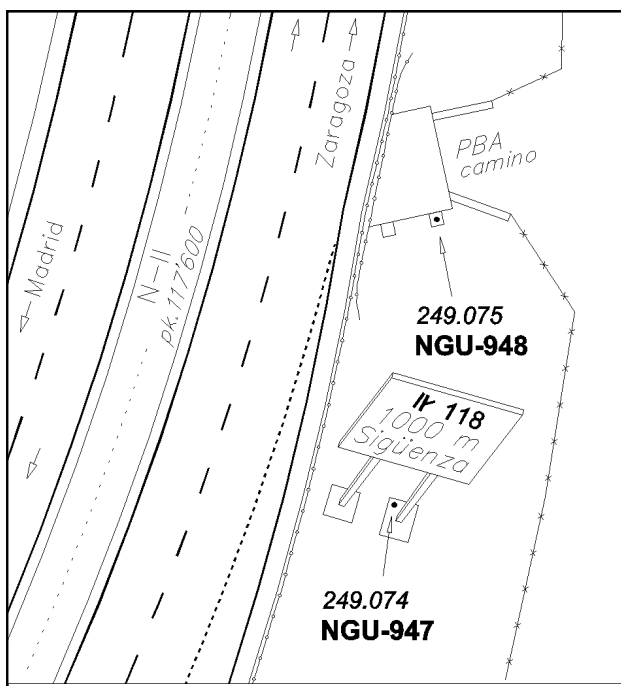 Zaragoza
PBA
camino
Madrid
N-II
pk.117'600
249.075
NGU-948
118
1000 m
Sigüenza
249.074
NGU-947